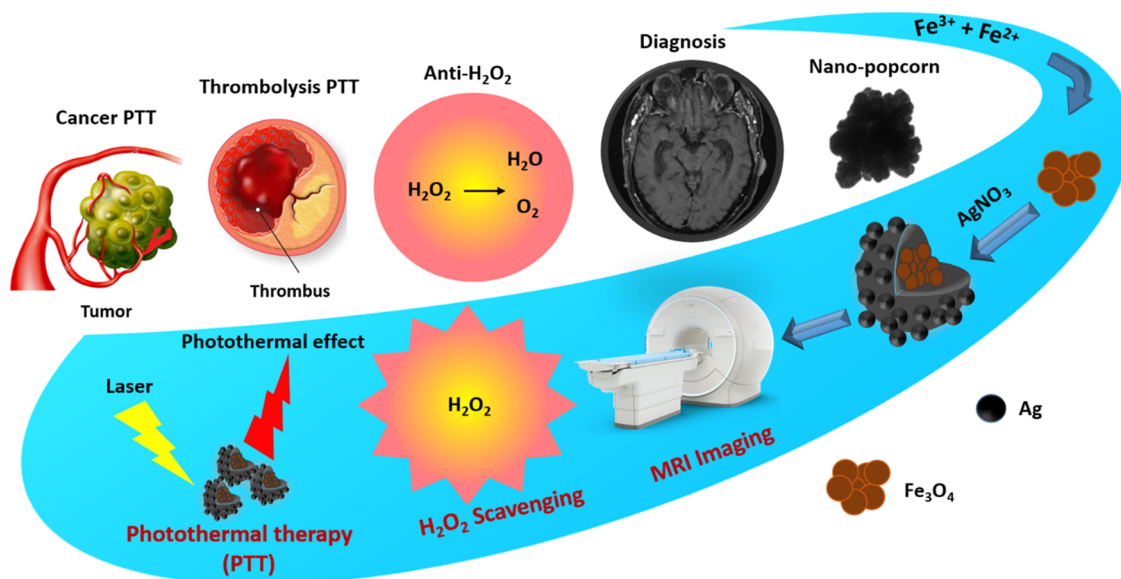 Cancer PTT
Thrombolysis PTT
Anti-H₂O₂
Diagnosis
Nano-popcorn
Fe³⁺ + Fe²⁺
H₂O₂
H₂O
O₂
AgNO₃
Thrombus
Tumor
Photothermal effect
Laser
H₂O₂
Ag
Fe₃O₄
Photothermal therapy
(PTT)
H₂O₂ Scavenging
MRI Imaging